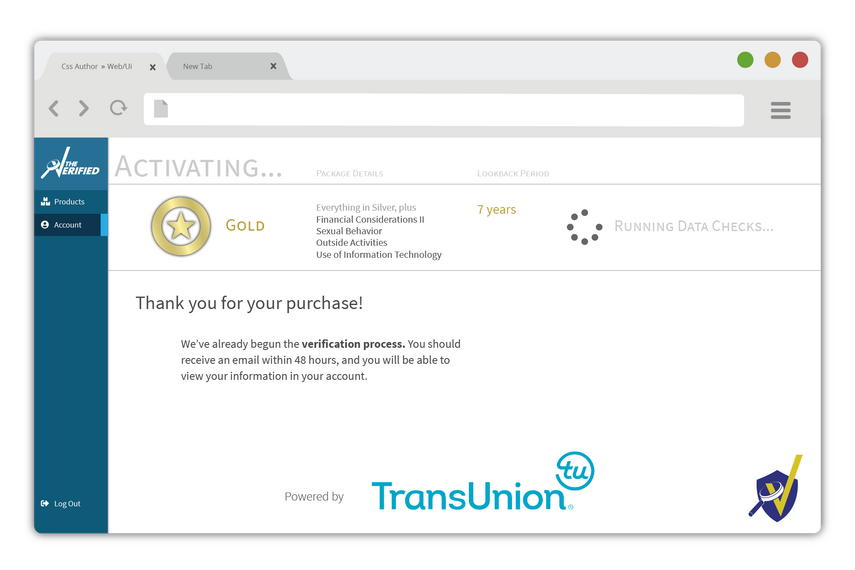 Css Author » Web/Ui
New Tab
THE VERIFIED
Products
Account
Log Out
Activating...
Package Details
Lookback Period
Gold
Everything in Silver, plus
Financial Considerations II
Sexual Behavior
Outside Activities
Use of Information Technology
7 years
Running Data Checks...
Thank you for your purchase!
We've already begun the verification process. You should
receive an email within 48 hours, and you will be able to
view your information in your account.
Powered by
TransUnion®
tu